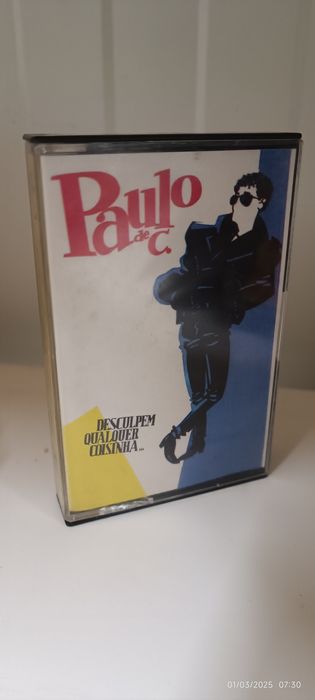 Paulo
de C.
DESCULPEM
QUALQUER
COISINHA...
01/03/2025 07:30